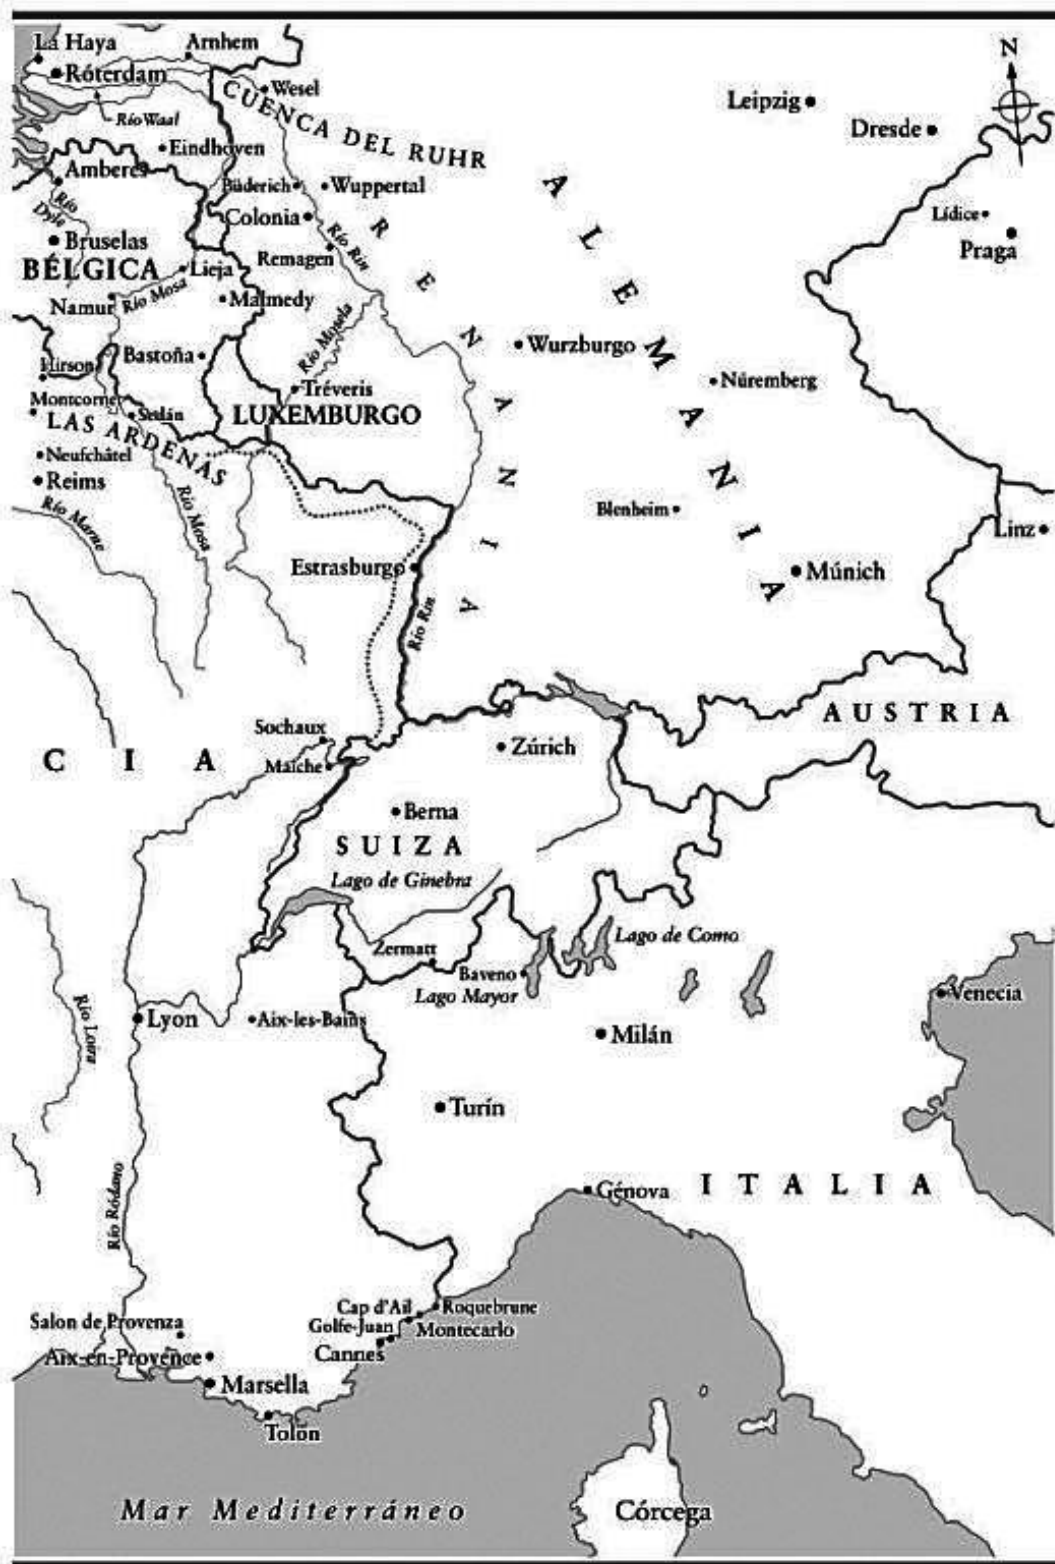 La Haya
Arnhem
Róterdam
Wesel
Río Waal
CUENCA DEL RUHR
Leipzig
Dresde
N
Eindhoven
Amberes
Büderich
Wuppertal
Río Dyle
Colonia
Río Rin
Lídice
Praga
Bruselas
BÉLGICA
Lieja
Remagen
RENANIA
ALEMANIA
Namur
Río Mosa
Malmedy
Río Mosela
Hirson
Bastoña
Wurzburgo
Tréveris
Núremberg
Montcornet
Sedán
LUXEMBURGO
LAS ARDENAS
Neufchâtel
Reims
Río Marne
Río Mosa
Blenheim
Linz
Estrasburgo
Múnich
Río Rin
AUSTRIA
Sochaux
CIA
Maîche
Zúrich
Berna
SUIZA
Lago de Ginebra
Zermatt
Lago de Como
Baveno
Lago Mayor
Venecia
Río Loira
Lyon
Aix-les-Bains
Milán
Turín
Río Ródano
Génova
ITALIA
Cap d'Ail
Roquebrune
Salon de Provenza
Golfe-Juan
Montecarlo
Aix-en-Provence
Cannes
Marsella
Tolón
Mar Mediterráneo
Córcega